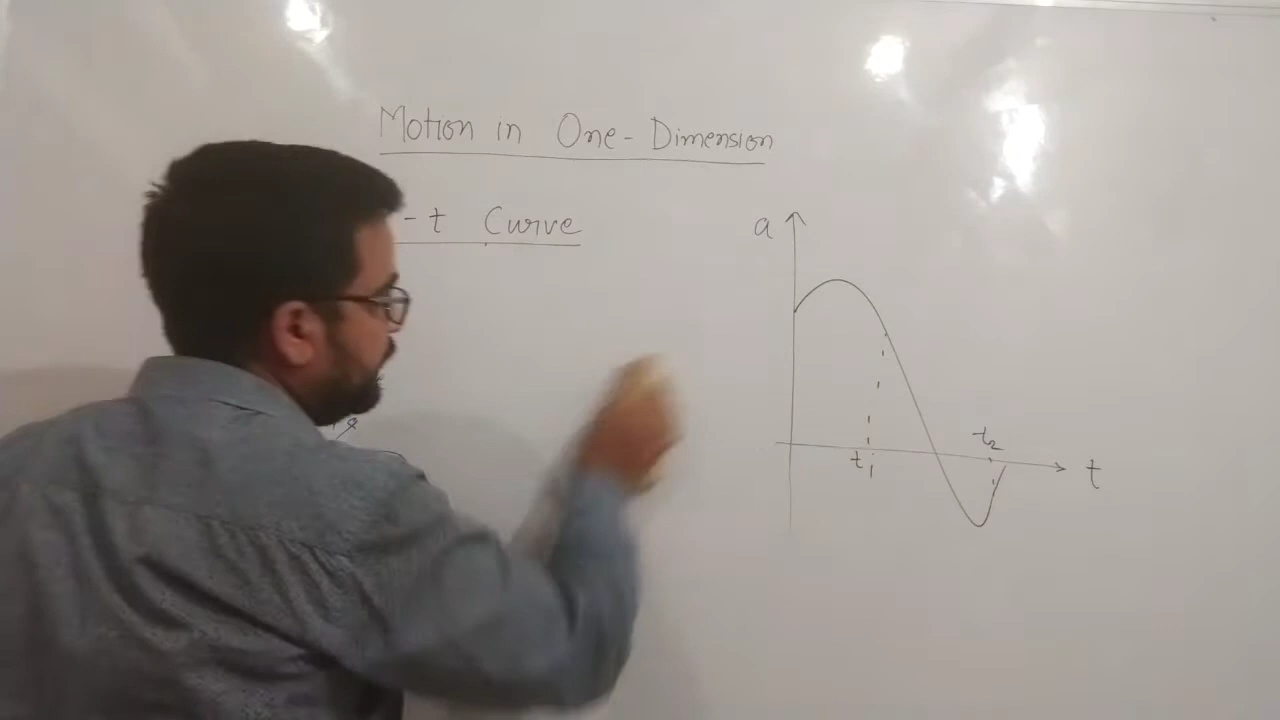 Motion in One-Dimension
-t Curve
a
t₁
t₂
t